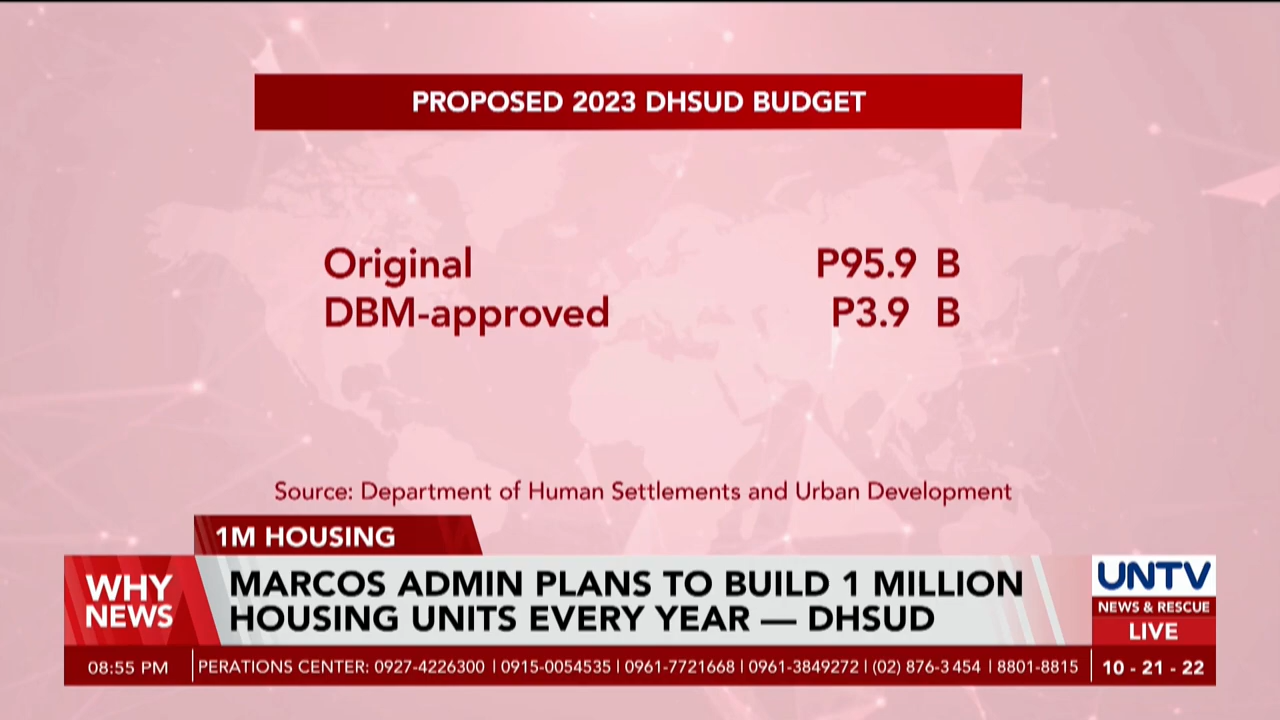 PROPOSED 2023 DHSUD BUDGET
Original P95.9 B
DBM-approved P3.9 B
Source: Department of Human Settlements and Urban Development
1M HOUSING
WHY NEWS
MARCOS ADMIN PLANS TO BUILD 1 MILLION
HOUSING UNITS EVERY YEAR — DHSUD
UNTV
NEWS & RESCUE
LIVE
08:55 PM
PERATIONS CENTER: 0927-4226300 | 0915-0054535 | 0961-7721668 | 0961-3849272 | (02) 876-3 454 | 8801-8815
10 - 21 - 22